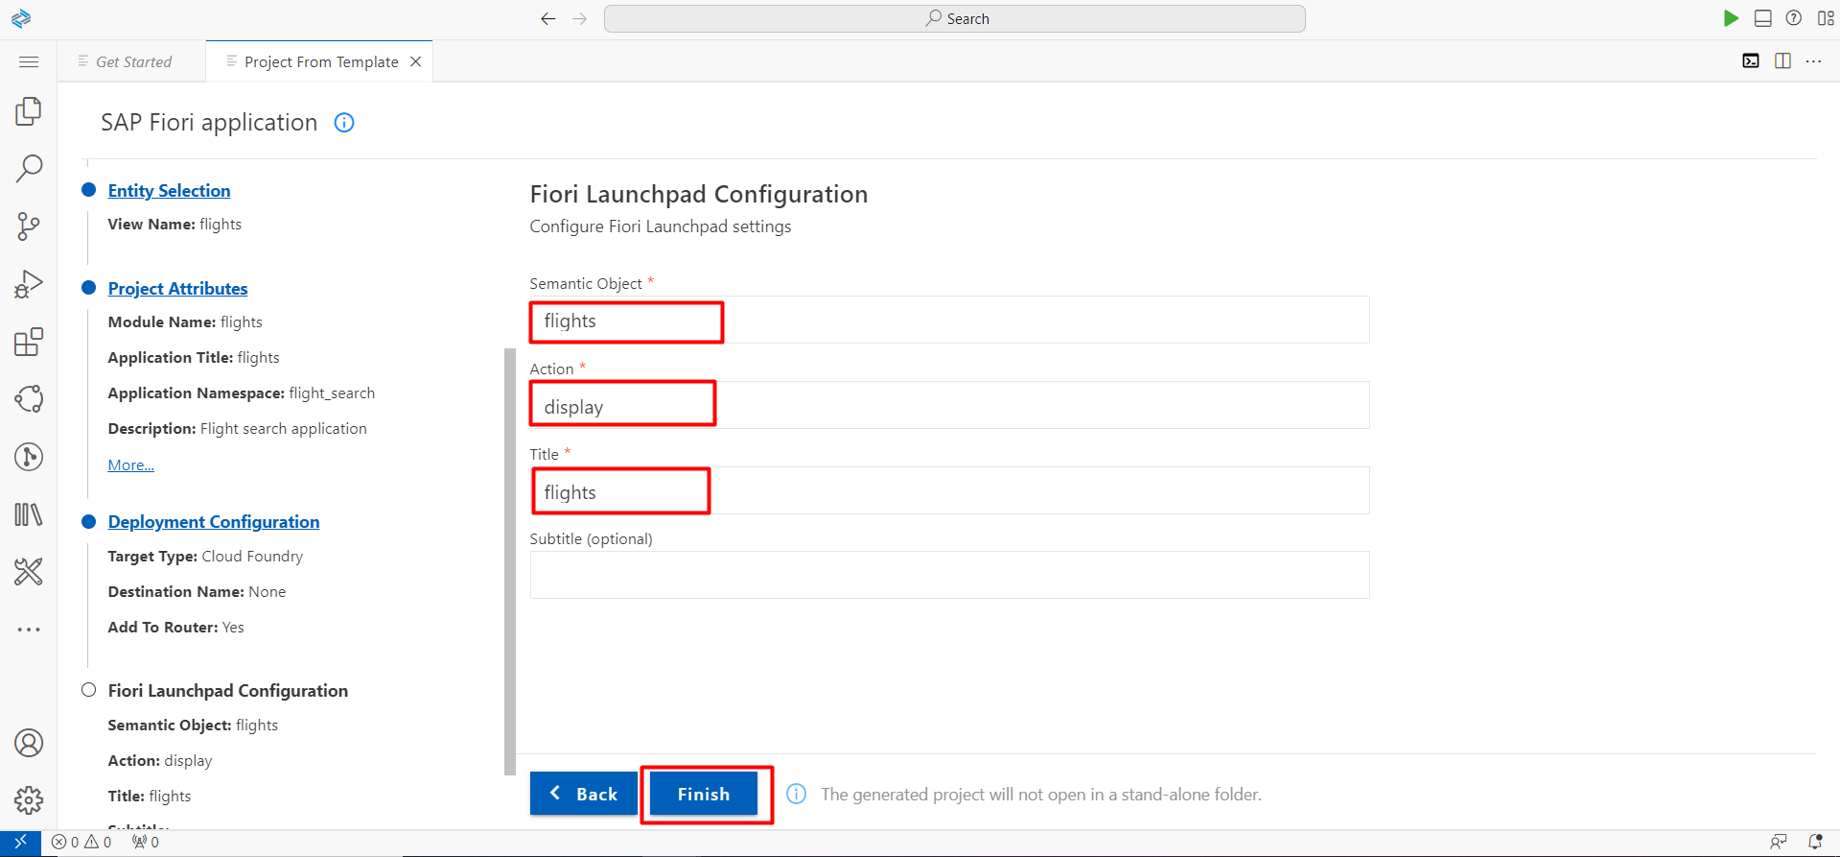 Search
Get Started
Project From Template
SAP Fiori application
Entity Selection
View Name: flights
Project Attributes
Module Name: flights
Application Title: flights
Application Namespace: flight_search
Description: Flight search application
More...
Deployment Configuration
Target Type: Cloud Foundry
Destination Name: None
Add To Router: Yes
Fiori Launchpad Configuration
Semantic Object: flights
Action: display
Title: flights
Subtitle:
Fiori Launchpad Configuration
Configure Fiori Launchpad settings
Semantic Object *
flights
Action *
display
Title *
flights
Subtitle (optional)
Back
Finish
The generated project will not open in a stand-alone folder.
0 0 0